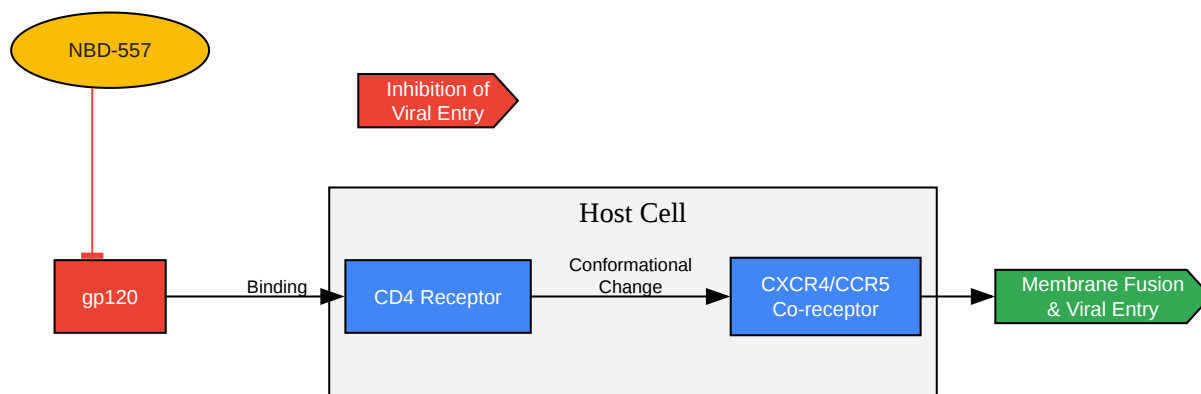 NBD-557
Inhibition of
Viral Entry
Host Cell
gp120
Binding
CD4 Receptor
Conformational
Change
CXCR4/CCR5
Co-receptor
Membrane Fusion
& Viral Entry